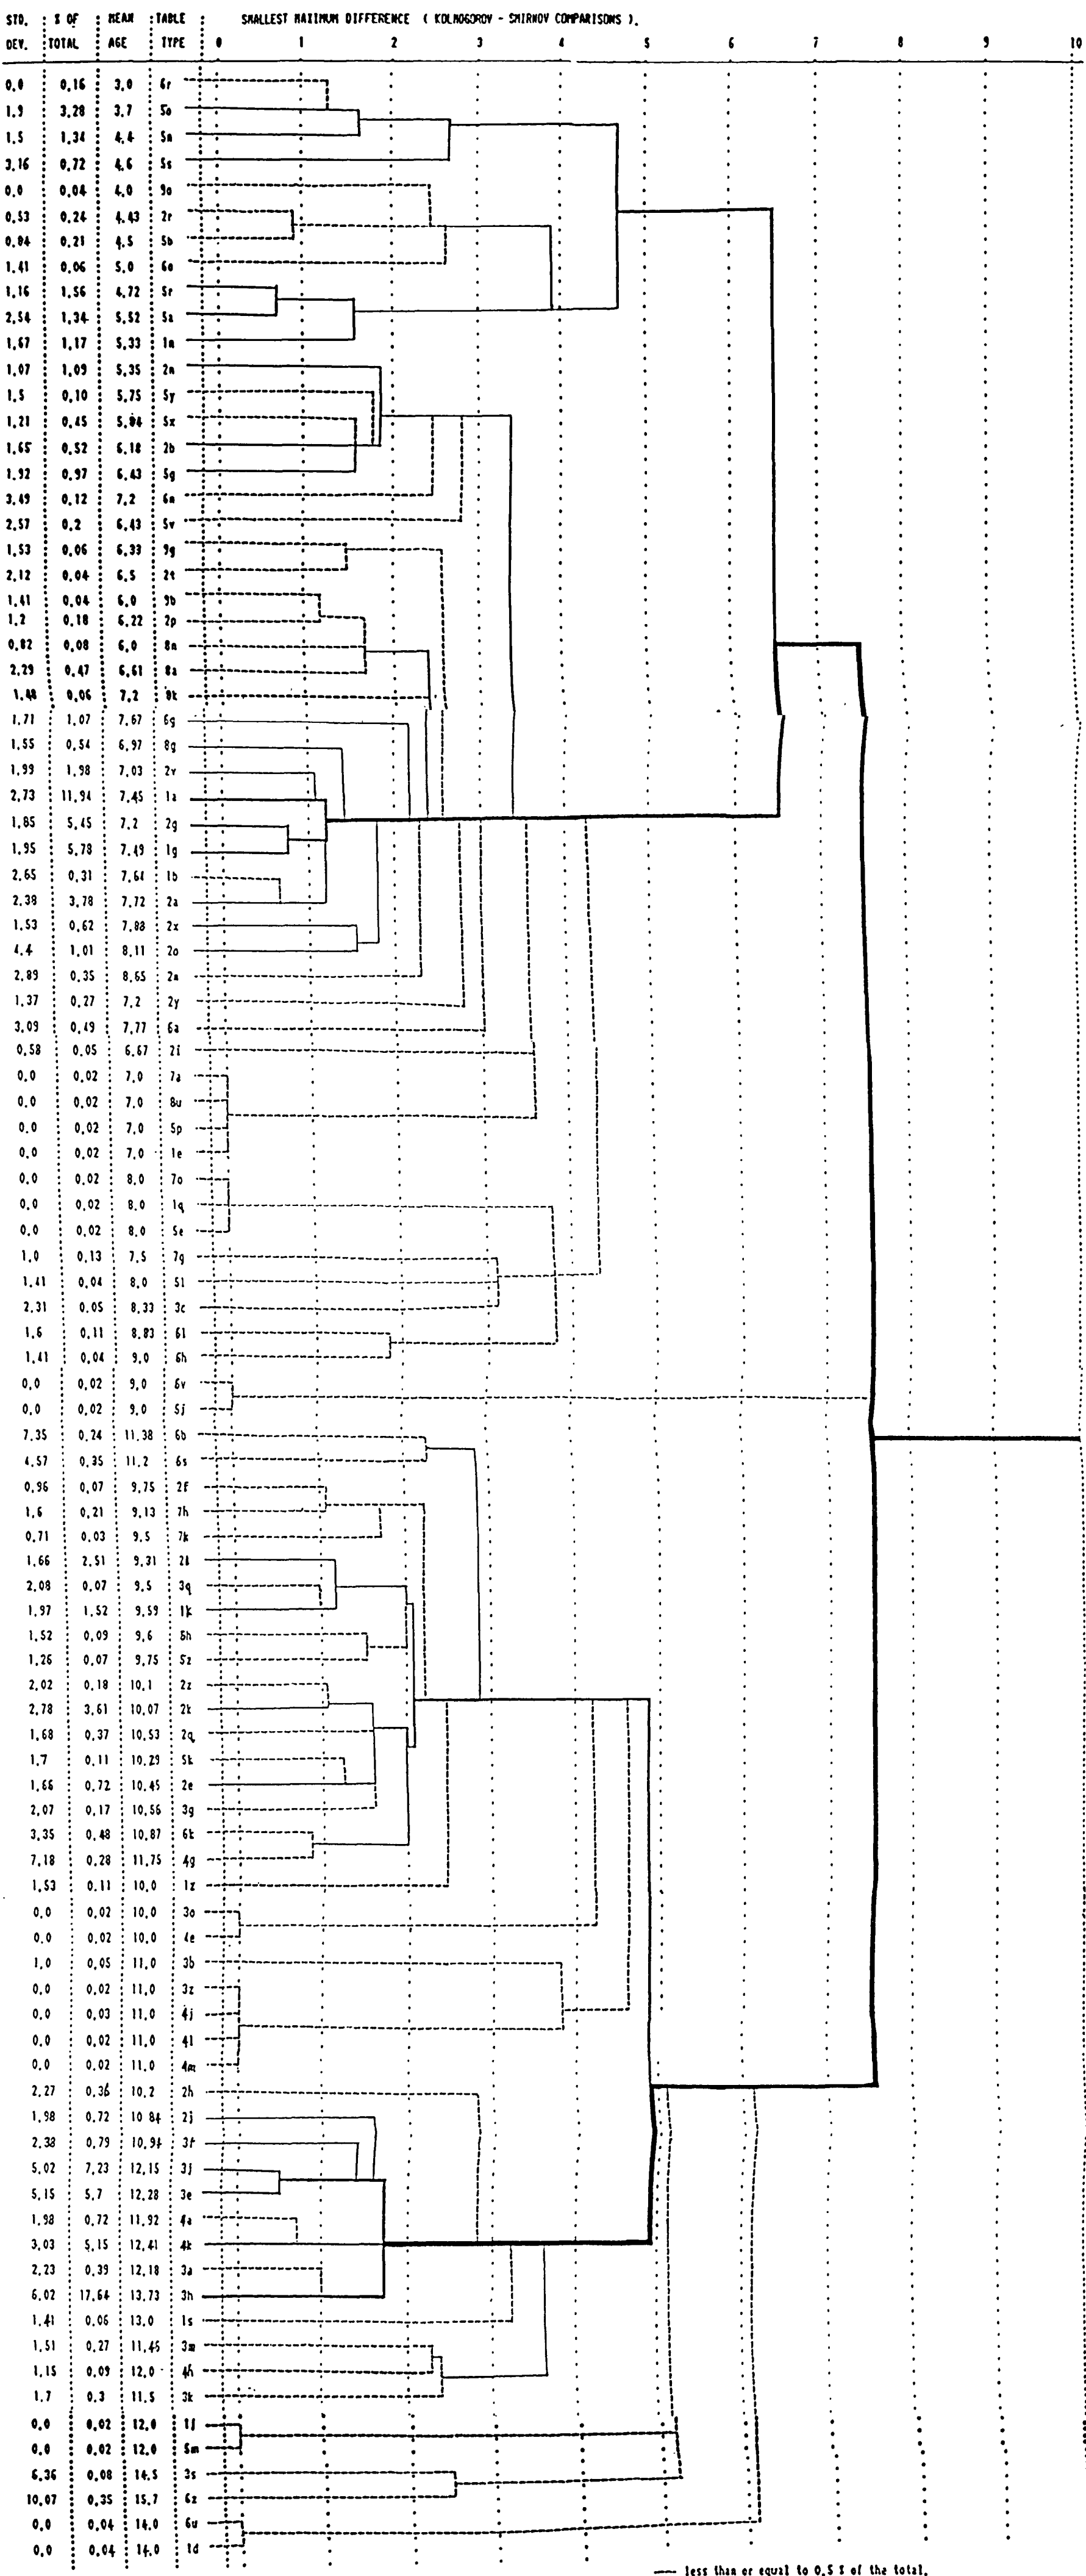 STD. % OF MEAN TABLE SMALLEST MAXIMUM DIFFERENCE ( KOLMOGOROV - SMIRNOV COMPARISONS ).
DEV. TOTAL AGE TYPE 0 1 2 3 4 5 6 7 8 9 10
0,0 0,16 3,0 6r
1,9 3,28 3,7 5o
1,5 1,34 4,4 5n
3,16 0,72 4,6 5s
0,0 0,04 4,0 9o
0,53 0,24 4,43 2r
0,84 0,21 4,5 5b
1,41 0,06 5,0 6o
1,16 1,56 4,72 5r
2,54 1,34 5,52 5a
1,67 1,17 5,33 1n
1,07 1,09 5,35 2n
1,5 0,10 5,75 5y
1,21 0,45 5,84 5x
1,65 0,52 6,18 2b
1,92 0,97 6,43 5g
3,49 0,12 7,2 6n
2,57 0,2 6,43 5v
1,53 0,06 6,33 9g
2,12 0,04 6,5 2t
1,41 0,04 6,0 9b
1,2 0,18 6,22 2p
0,82 0,08 6,0 8n
2,29 0,47 6,61 8a
0,06 7,2
1,71 1,07 7,67 6g
1,55 0,54 6,97 8g
1,99 1,98 7,03 2v
2,73 11,94 7,45 1a
1,85 5,45 7,2 2g
1,95 5,78 7,49 1g
2,65 0,31 7,64 1b
2,38 3,78 7,72 2a
1,53 0,62 7,88 2x
4,4 1,01 8,11 2o
2,89 0,35 8,65 2m
1,37 0,27 7,2 2y
3,09 0,49 7,77 6a
0,58 0,05 6,67 2i
0,0 0,02 7,0 7a
0,0 0,02 7,0 8u
0,0 0,02 7,0 5p
0,0 0,02 7,0 1e
0,0 0,02 8,0 7o
0,0 0,02 8,0 1q
0,0 0,02 8,0 5e
1,0 0,13 7,5 7g
1,41 0,04 8,0 5l
2,31 0,05 8,33 3c
1,6 0,11 8,83 6l
1,41 0,04 9,0 6h
0,0 0,02 9,0 6v
0,0 0,02 9,0 5j
7,35 0,24 11,38 6b
4,57 0,35 11,2 6s
0,96 0,07 9,75 2f
1,6 0,21 9,13 7h
0,71 0,03 9,5 7k
1,66 2,51 9,31 2l
2,08 0,07 9,5 3q
1,97 1,52 9,59 1k
1,52 0,09 9,6
1,26 0,07 9,75 5z
2,02 0,18 10,1 2z
2,78 3,61 10,07 2k
1,68 0,37 10,53 2q
1,7 0,11 10,29 5k
1,66 0,72 10,45 2e
2,07 0,17 10,56 3g
3,35 0,48 10,87 6k
7,18 0,28 11,75 4g
1,53 0,11 10,0 1z
0,0 0,02 10,0 3o
0,0 0,02 10,0 4e
1,0 0,05 11,0 3b
0,0 0,02 11,0 3z
0,0 0,03 11,0 4j
0,0 0,02 11,0 4l
0,0 0,02 11,0 4m
2,27 0,36 10,2 2h
1,98 0,72 10 84 2j
2,38 0,79 10,94
5,02 7,23 12,15 3j
5,15 5,7 12,28 3e
1,98 0,72 11,92 4a
3,03 5,15 12,41 4k
2,23 0,39 12,18 3a
6,02 17,64 13,73 3h
1,41 0,06 13,0 1s
1,51 0,27 11,46 3m
1,15 0,09 12,0 4h
1,7 0,3 11,5 3k
0,0 0,02 12,0 1j
0,0 0,02 12,0 5m
6,36 0,08 14,5 3s
10,07 0,35 15,7 6z
0,0 0,04 14,0 6u
0,0 0,04 14,0 1d
less than or equal to 0,5 % of the total.